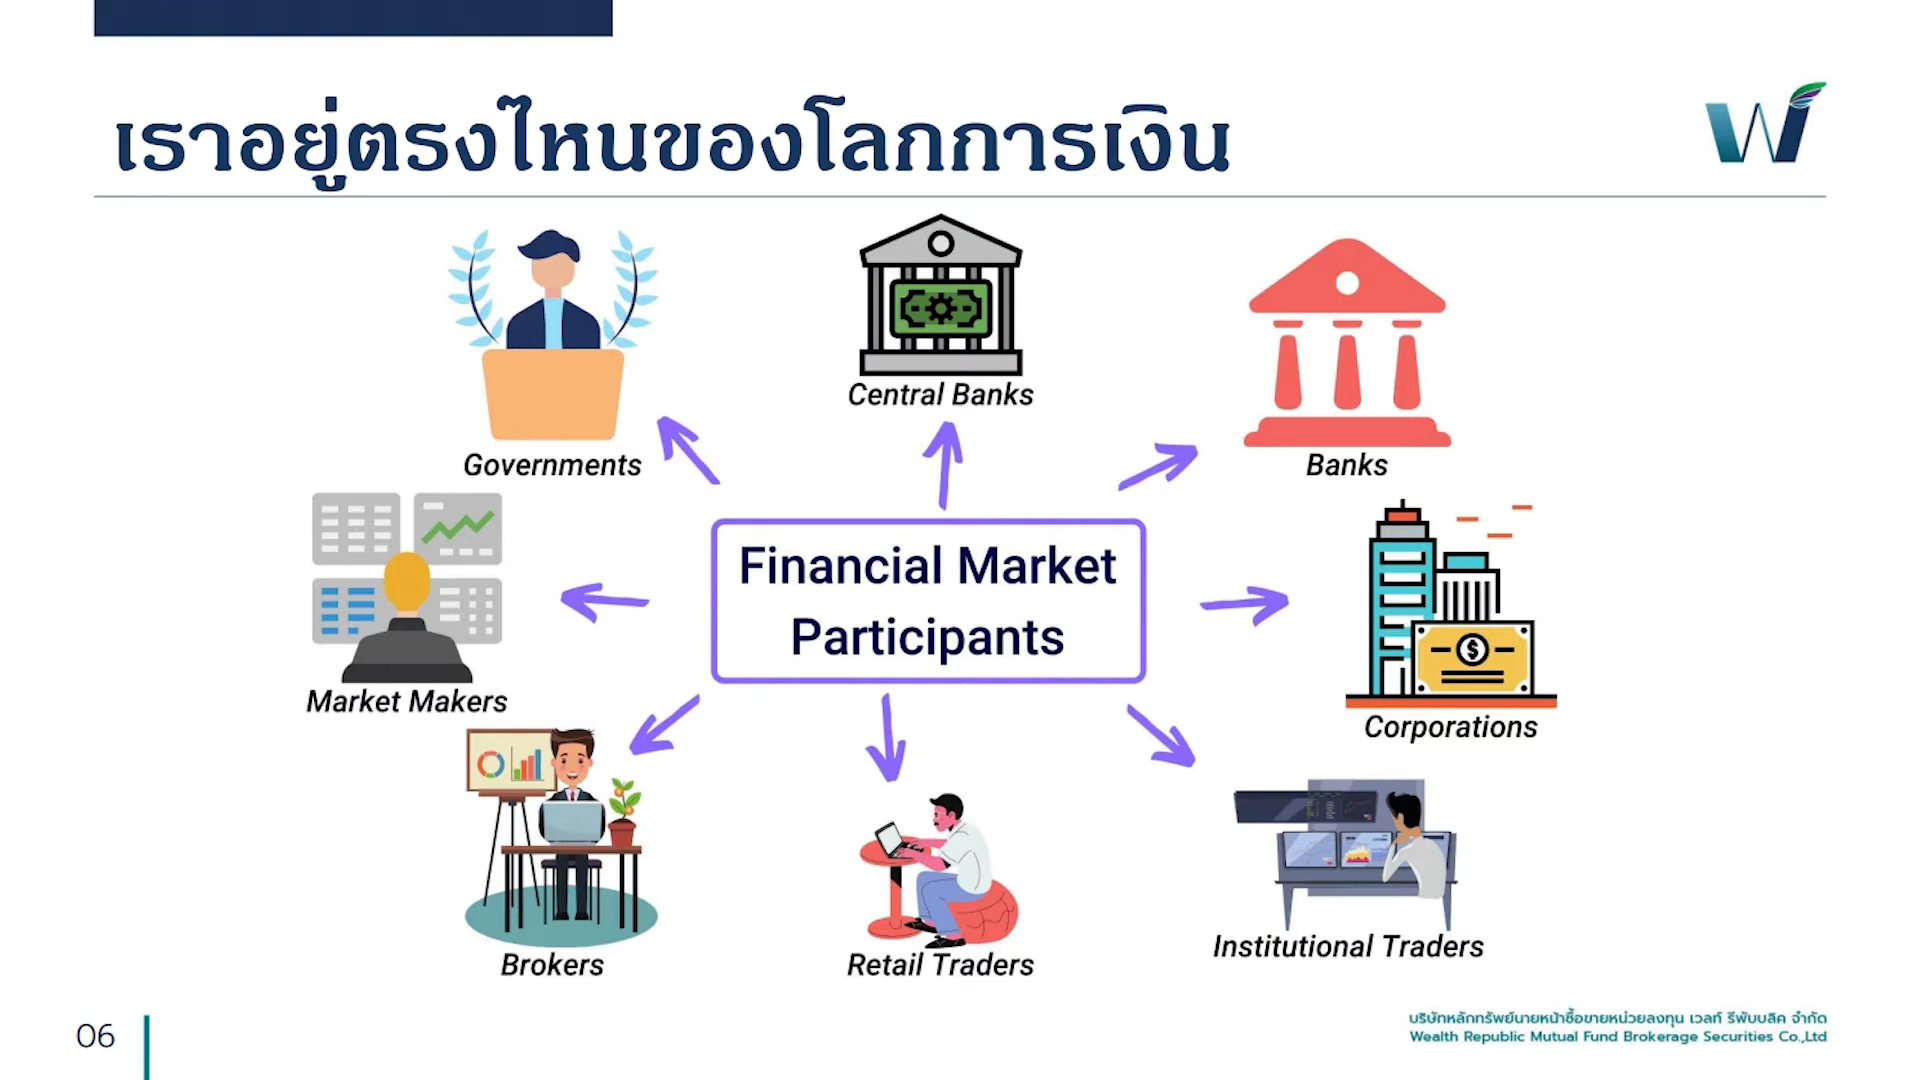 เราอยู่ตรงไหนของโลกการเงิน
Governments
Central Banks
Banks
Financial Market
Participants
Market Makers
Corporations
Brokers
Retail Traders
Institutional Traders
06
บริษัทหลักทรัพย์นายหน้าซื้อขายหน่วยลงทุน เวลท์ รีพับบลิค จำกัด
Wealth Republic Mutual Fund Brokerage Securities Co.,Ltd